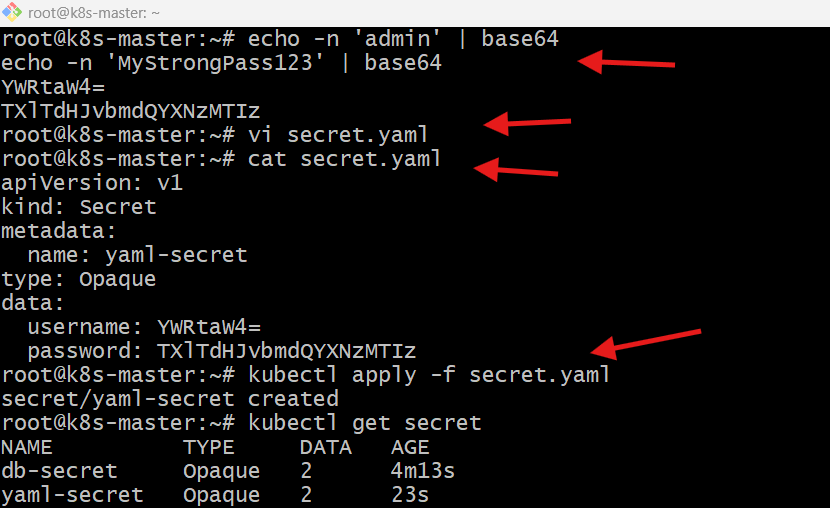 root@k8s-master: ~
root@k8s-master:~# echo -n 'admin' | base64
echo -n 'MyStrongPass123' | base64
YWRtaW4=
TXlTdHJvbmdQYXNzMTIz
root@k8s-master:~# vi secret.yaml
root@k8s-master:~# cat secret.yaml
apiVersion: v1
kind: Secret
metadata:
  name: yaml-secret
type: Opaque
data:
  username: YWRtaW4=
  password: TXlTdHJvbmdQYXNzMTIz
root@k8s-master:~# kubectl apply -f secret.yaml
secret/yaml-secret created
root@k8s-master:~# kubectl get secret
NAME          TYPE     DATA   AGE
db-secret     Opaque   2      4m13s
yaml-secret   Opaque   2      23s